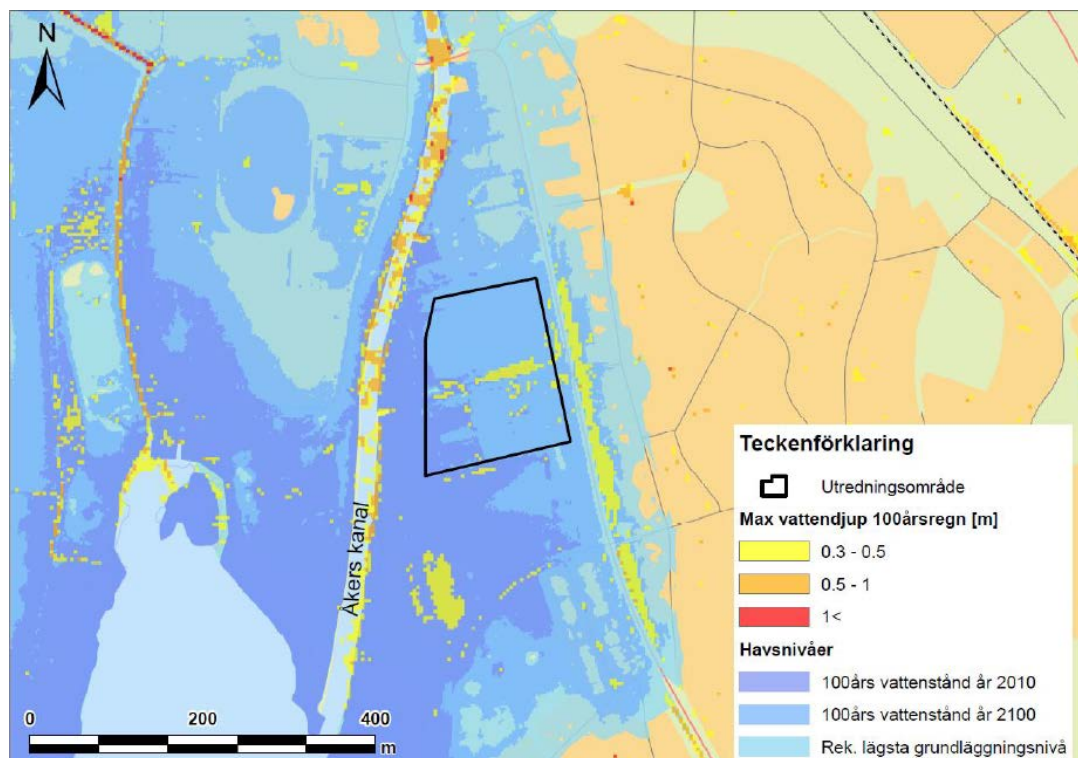 N
Åkers kanal
0 200 400
m
Teckenförklaring
Utredningsområde
Max vattendjup 100årsregn [m]
0.3 - 0.5
0.5 - 1
1<
Havsnivåer
100års vattenstånd år 2010
100års vattenstånd år 2100
Rek. lägsta grundläggningsnivå